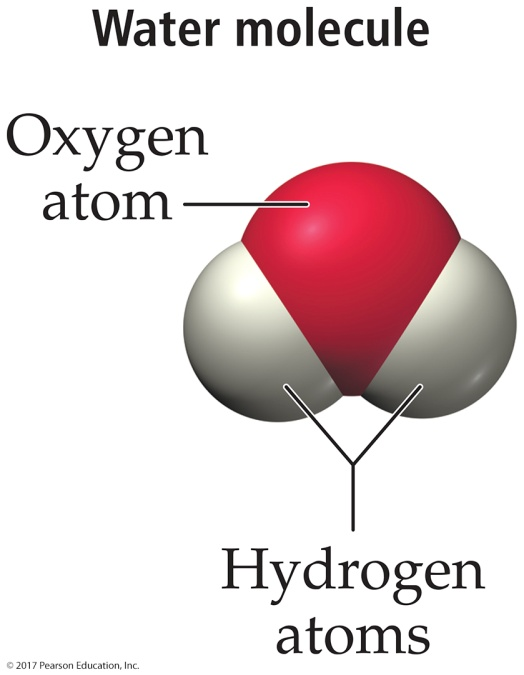 Water molecule
Oxygen
atom
Hydrogen
atoms
© 2017 Pearson Education, Inc.